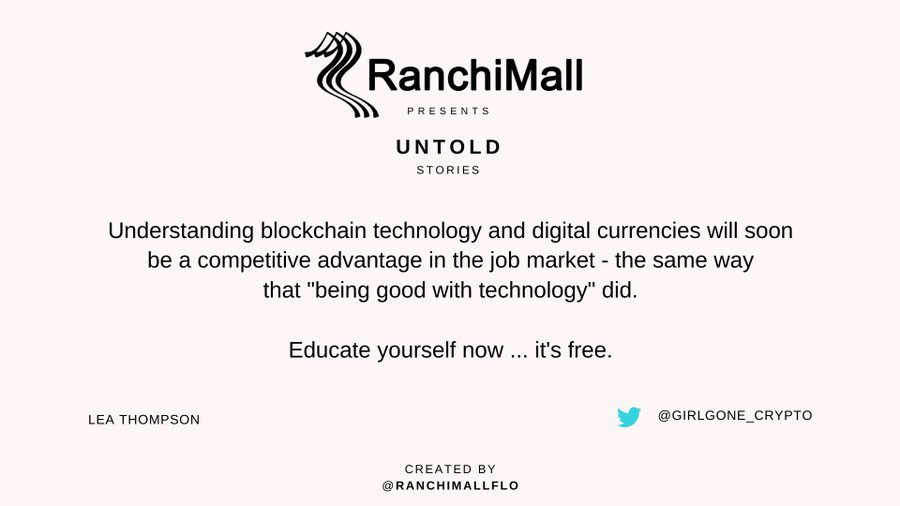 RanchiMall
PRESENTS
UNTOLD
STORIES
Understanding blockchain technology and digital currencies will soon
be a competitive advantage in the job market - the same way
that "being good with technology" did.
Educate yourself now ... it's free.
LEA THOMPSON
@GIRLGONE_CRYPTO
CREATED BY
@RANCHIMALLFLO